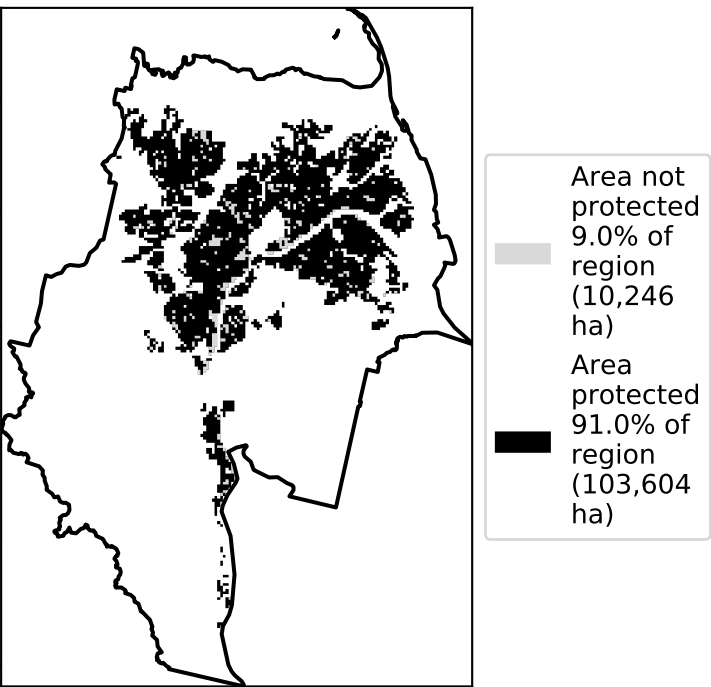 Area not
protected
9.0% of
region
(10,246
ha)
Area
protected
91.0% of
region
(103,604
ha)